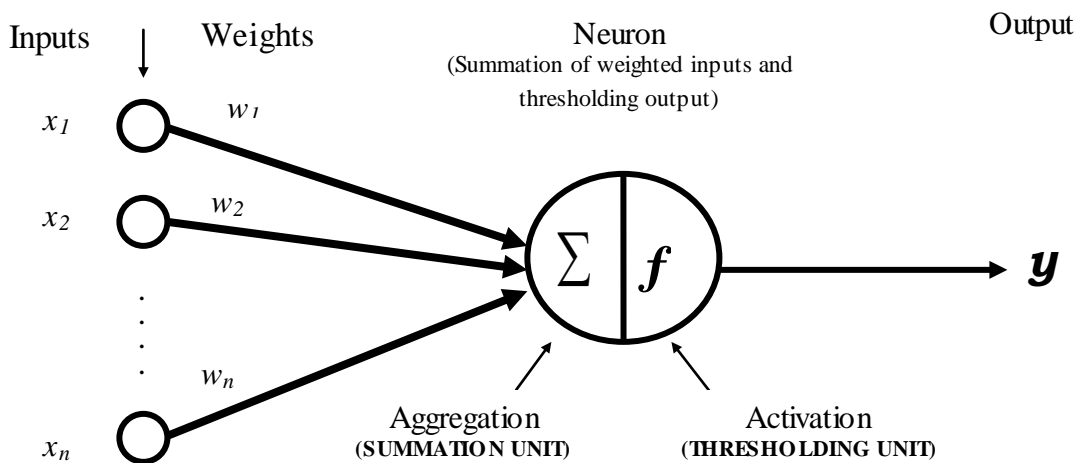 Inputs
Weights
Neuron
(Summation of weighted inputs and
thresholding output)
Output
x1
w1
x2
w2
Σ
f
y
.
.
.
.
wn
xn
Aggregation
(SUMMATION UNIT)
Activation
(THRESHOLDING UNIT)